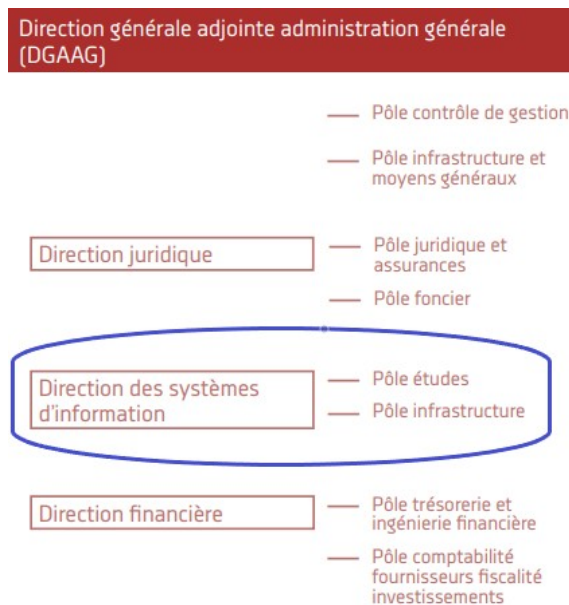 Direction générale adjointe administration générale
(DGAAG)
Pôle contrôle de gestion
Pôle infrastructure et
moyens généraux
Direction juridique
Pôle juridique et
assurances
Pôle foncier
Direction des systèmes
d'information
Pôle études
Pôle infrastructure
Direction financière
Pôle trésorerie et
ingénierie financière
Pôle comptabilité
fournisseurs fiscalité
investissements